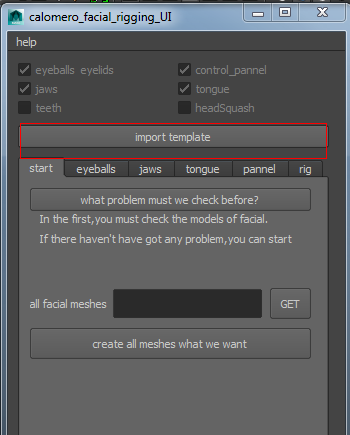 calomero_facial_rigging_UI
help
eyeballs eyelids control_pannel
jaws tongue
teeth headSquash
import template
start eyeballs jaws tongue pannel rig
what problem must we check before?
In the first,you must check the models of facial.
If there haven't have got any problem,you can start
all facial meshes GET
create all meshes what we want